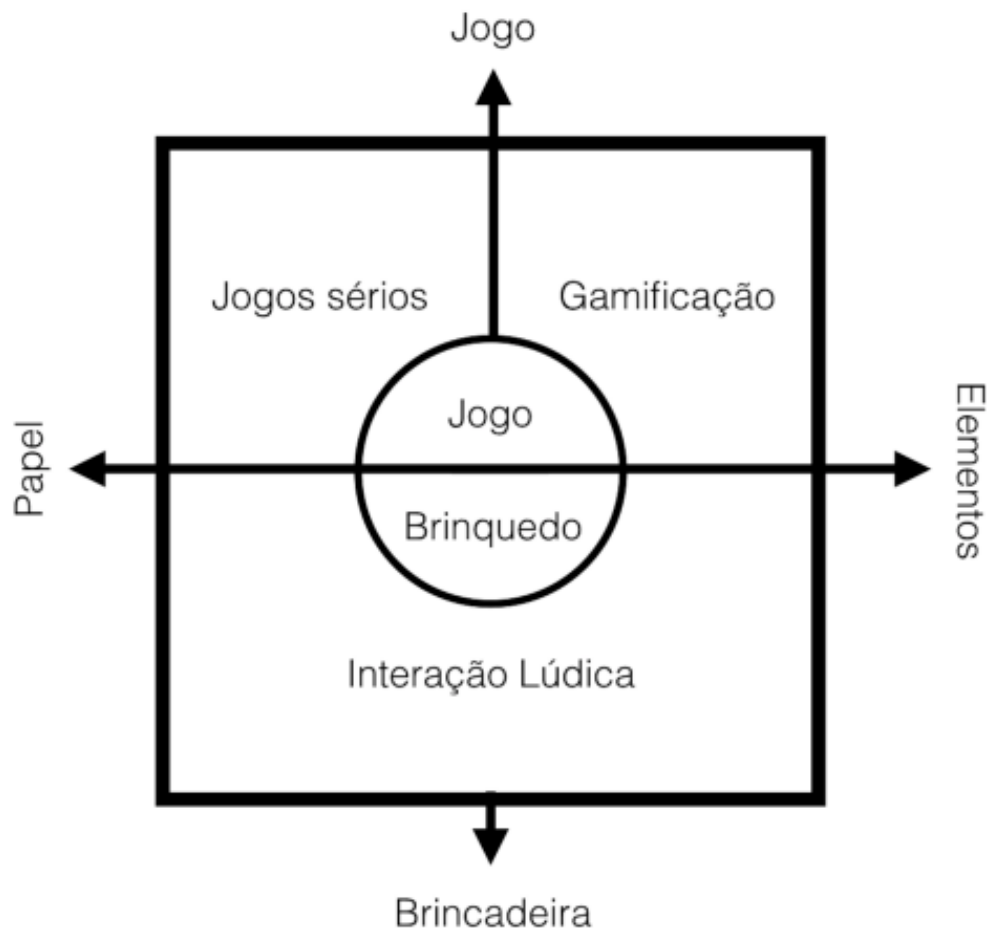 Jogo
Jogos sérios
Gamificação
Jogo
Papel
Elementos
Brinquedo
Interação Lúdica
Brincadeira